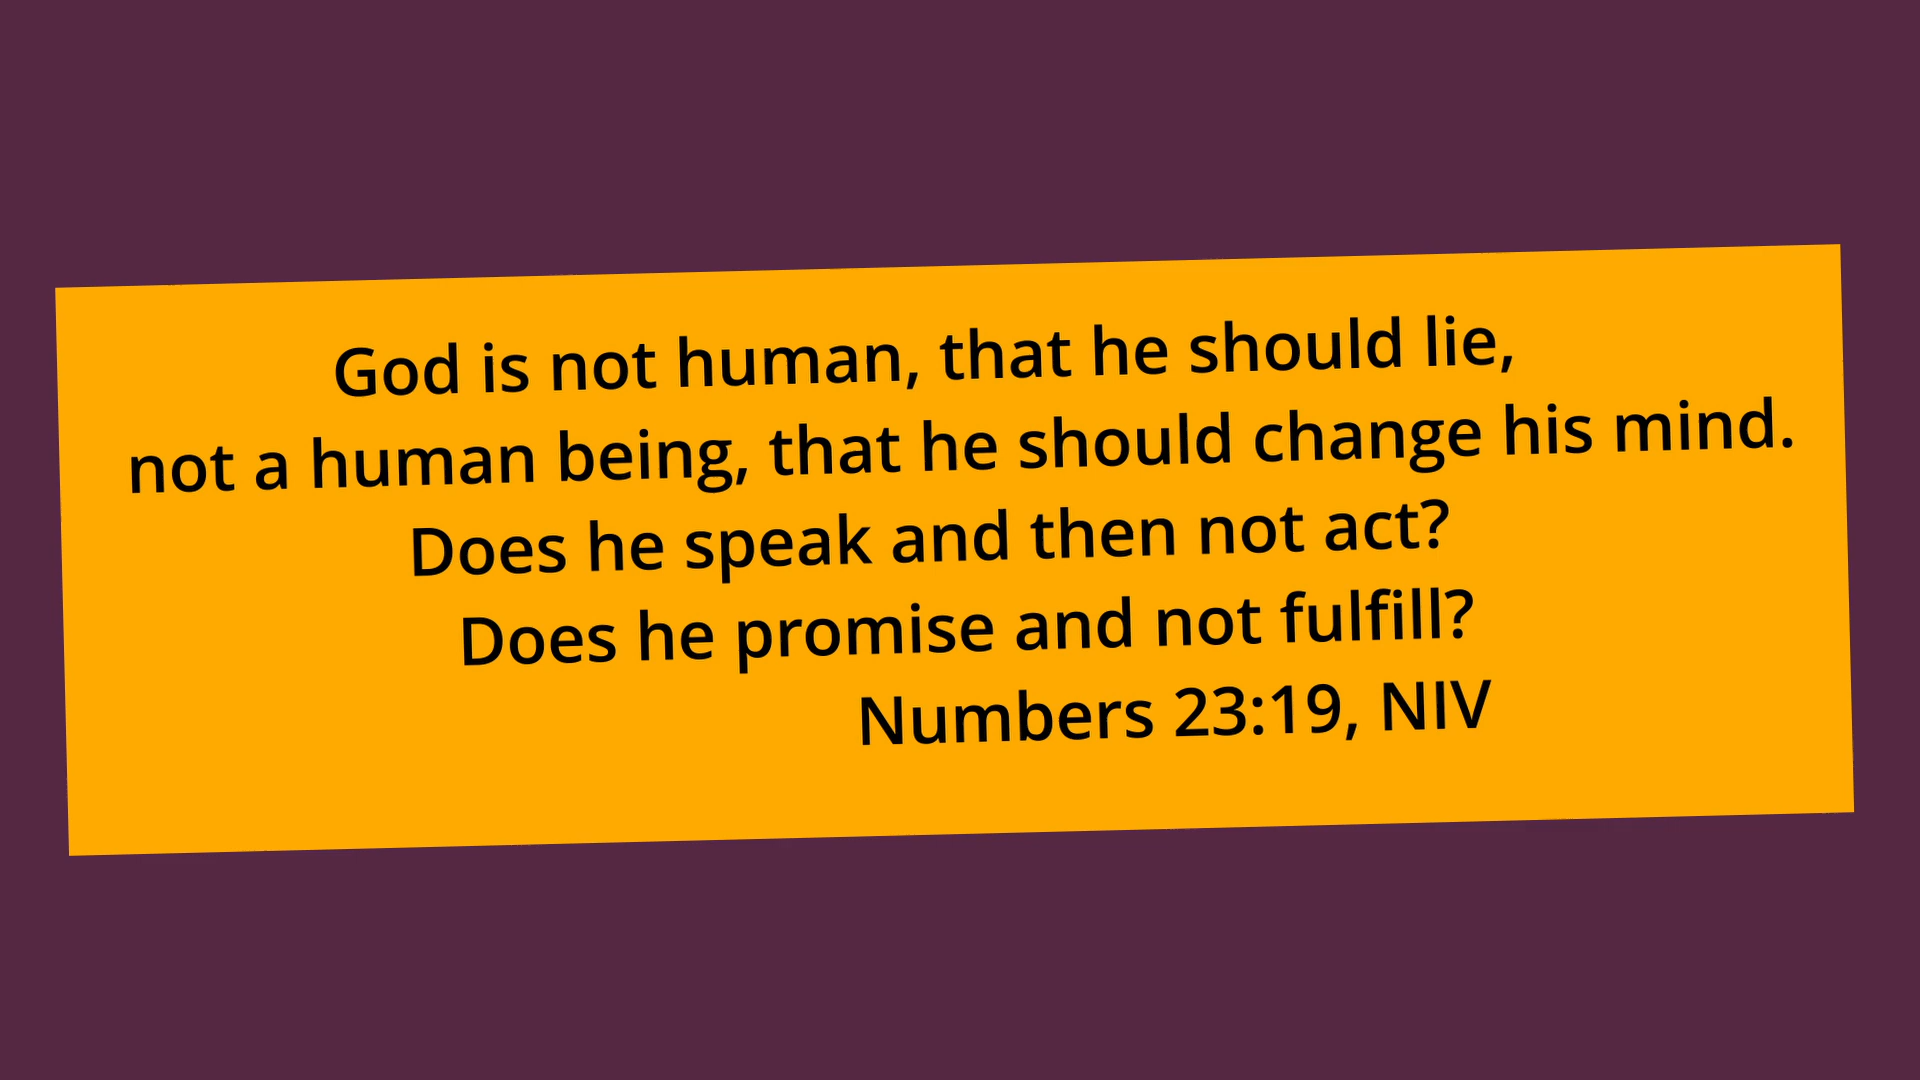 God is not human, that he should lie,
not a human being, that he should change his mind.
Does he speak and then not act?
Does he promise and not fulfill?
Numbers 23:19, NIV